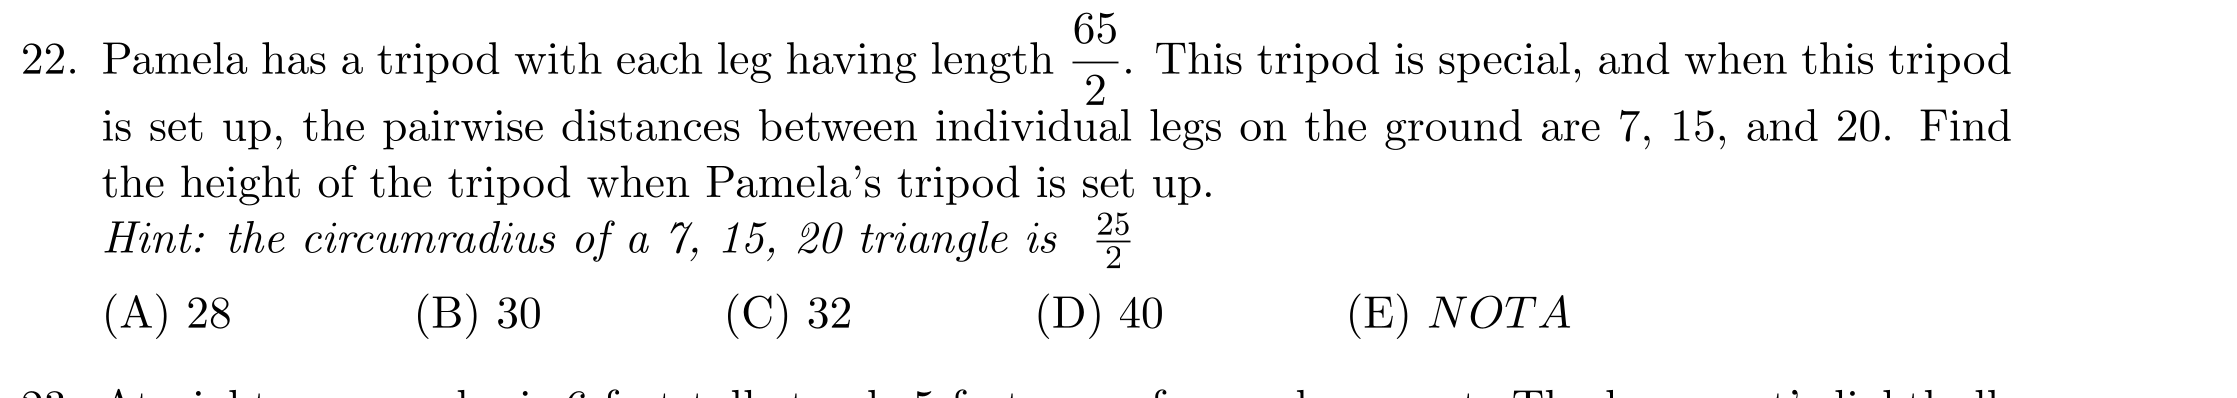 22. Pamela has a tripod with each leg having length 65/2. This tripod is special, and when this tripod
is set up, the pairwise distances between individual legs on the ground are 7, 15, and 20. Find
the height of the tripod when Pamela's tripod is set up.
Hint: the circumradius of a 7, 15, 20 triangle is 25/2
(A) 28 (B) 30 (C) 32 (D) 40 (E) NOTA